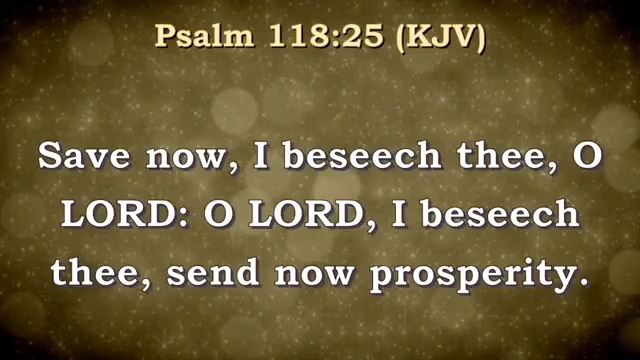 Psalm 118:25 (KJV)
Save now, I beseech thee, O
LORD: O LORD, I beseech
thee, send now prosperity.